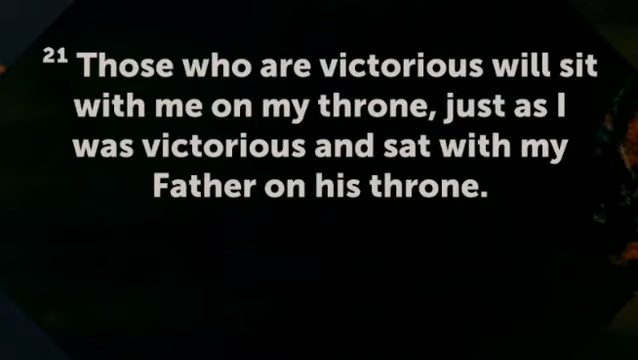 21 Those who are victorious will sit
with me on my throne, just as I
was victorious and sat with my
Father on his throne.